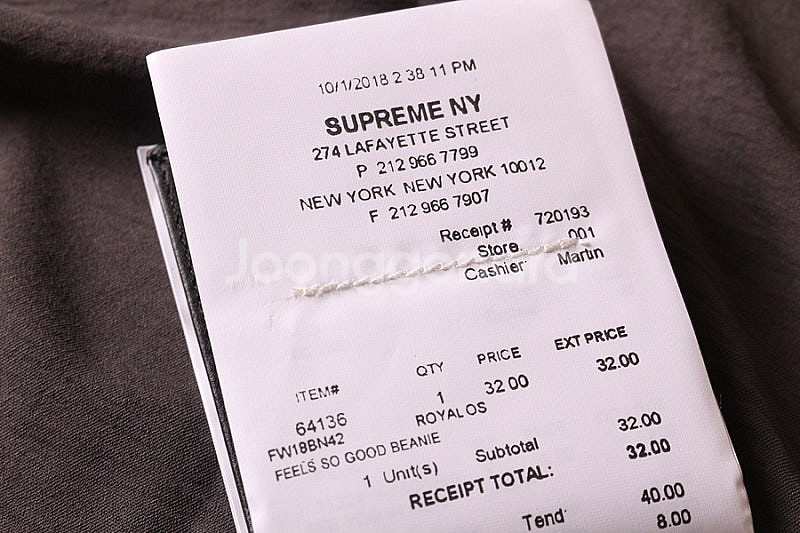 10/1/2018 2 38 11 PM
SUPREME NY
274 LAFAYETTE STREET
P 212 966 7799
NEW YORK NEW YORK 10012
F 212 966 7907
Receipt # 720193
Store. 001
Cashier Martin
ITEM# QTY PRICE EXT PRICE
64136 1 32 00 32.00
FW18BN42 ROYAL OS
FEELS SO GOOD BEANIE
1 Unit(s) Subtotal 32.00
RECEIPT TOTAL: 32.00
Tend 40.00
8.00